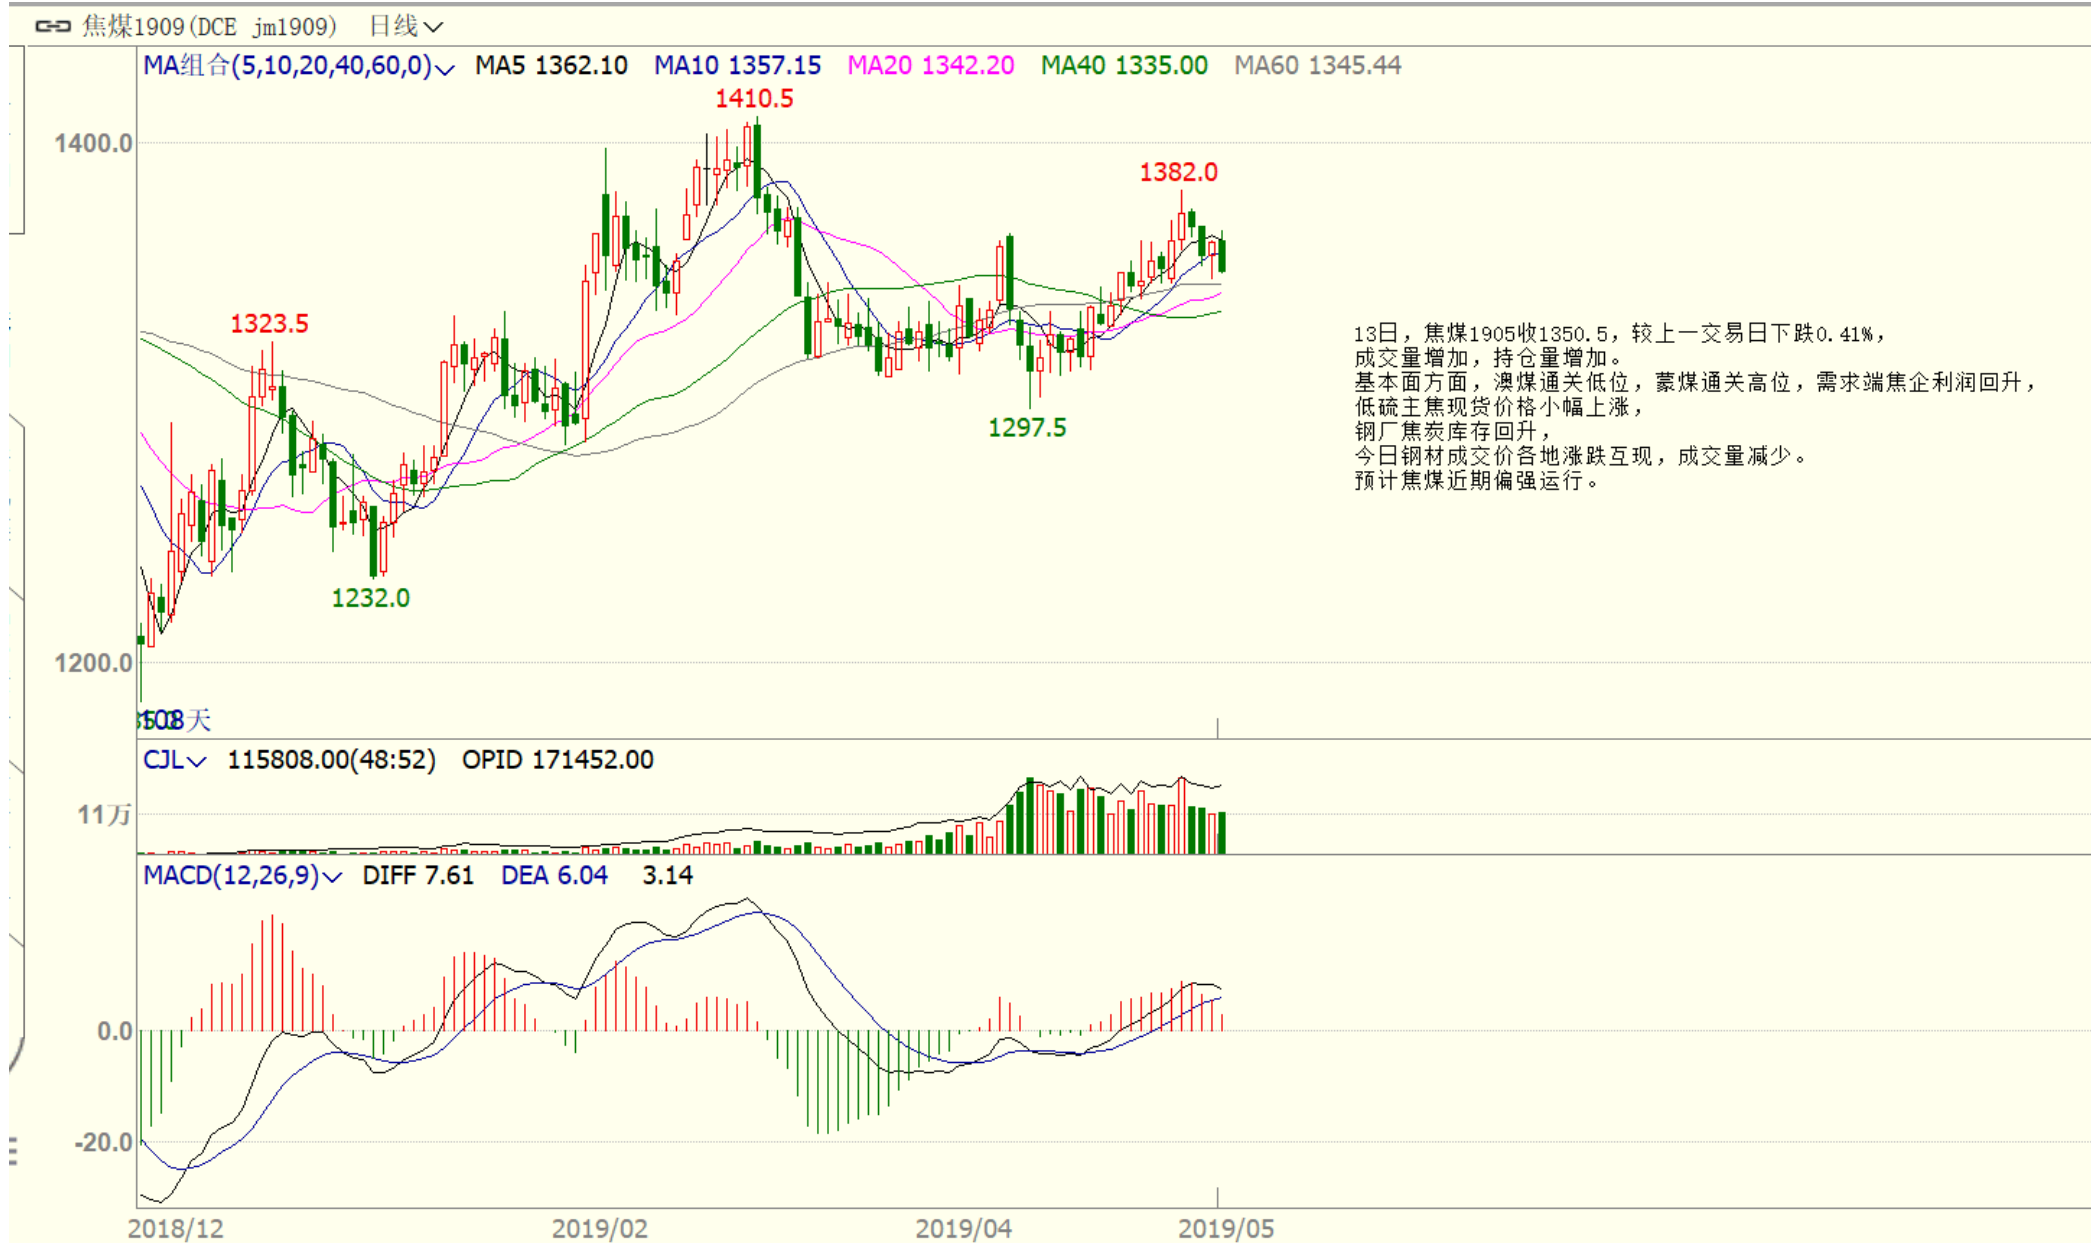 焦煤1909(DCE jm1909) 日线
MA组合(5,10,20,40,60,0) MA5 1362.10 MA10 1357.15 MA20 1342.20 MA40 1335.00 MA60 1345.44
1410.5
1400.0
1382.0
1323.5
13日，焦煤1905收1350.5，较上一交易日下跌0.41%，
成交量增加，持仓量增加。
基本面方面，澳煤通关低位，蒙煤通关高位，需求端焦企利润回升，
低硫主焦现货价格小幅上涨，
钢厂焦炭库存回升，
今日钢材成交价各地涨跌互现，成交量减少。
预计焦煤近期偏强运行。
1297.5
1232.0
1200.0
108天
CJL 115808.00(48:52) OPID 171452.00
11万
MACD(12,26,9) DIFF 7.61 DEA 6.04 3.14
0.0
-20.0
2018/12 2019/02 2019/04 2019/05